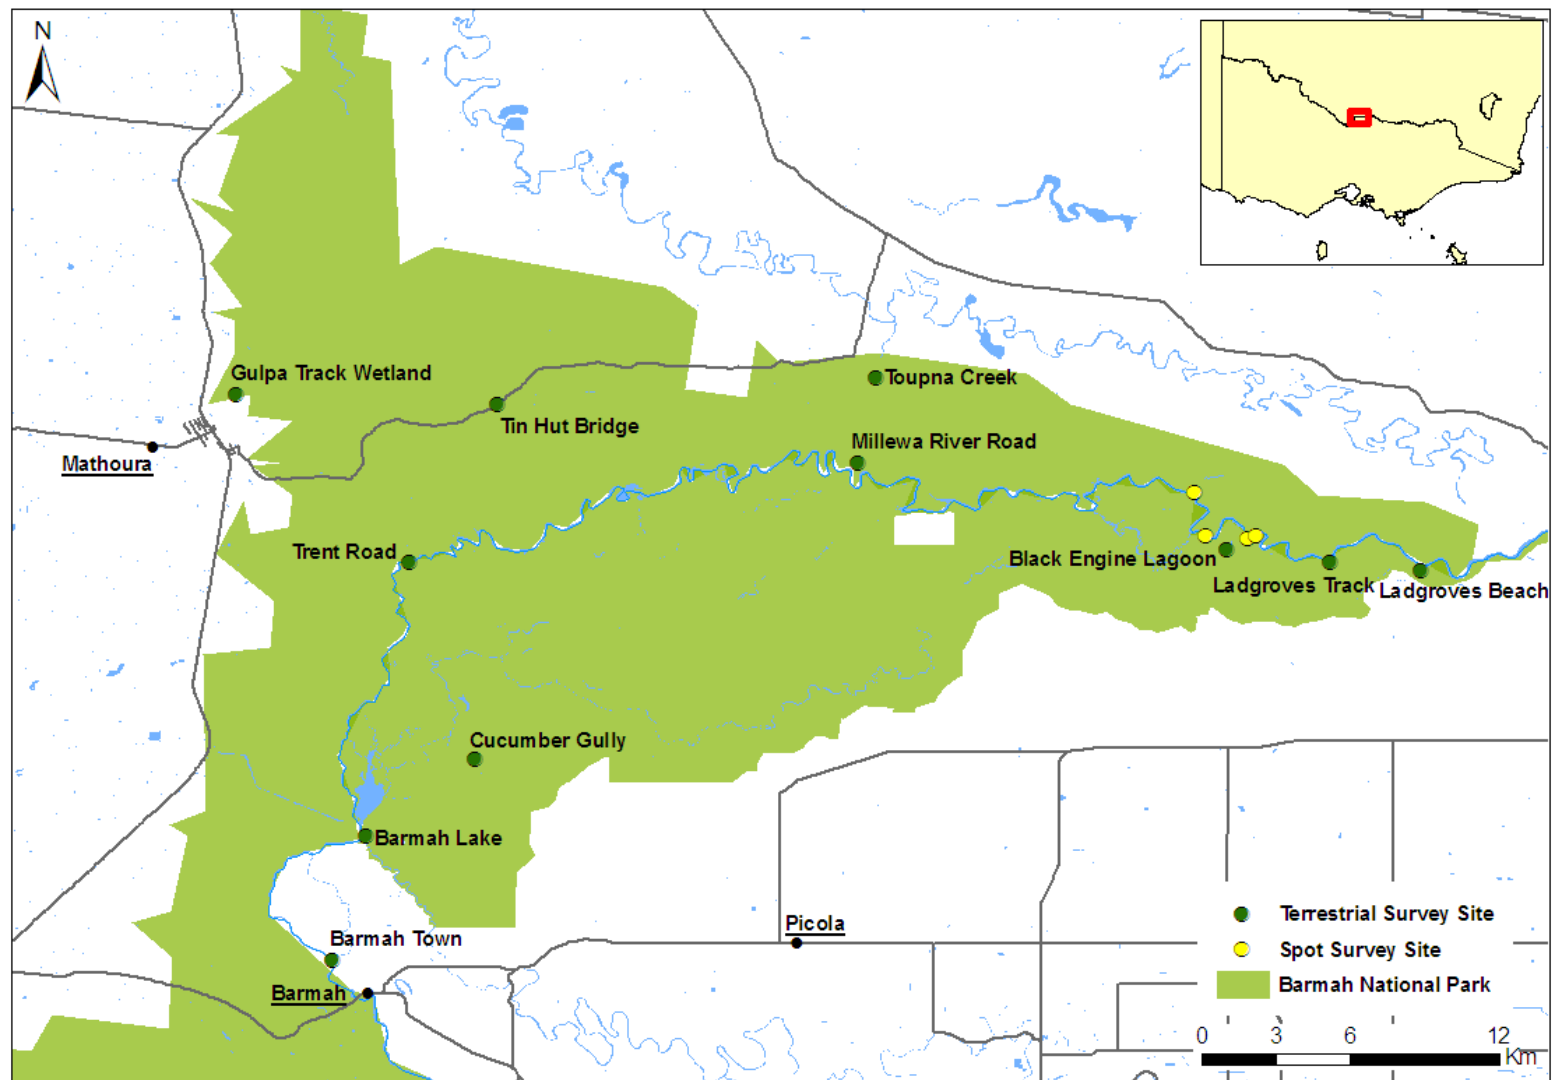 N
Gulpa Track Wetland
Toupna Creek
Tin Hut Bridge
Millewa River Road
Mathoura
Trent Road
Black Engine Lagoon
Ladgroves Track
Ladgroves Beach
Cucumber Gully
Barmah Lake
Picola
Barmah Town
Barmah
Terrestrial Survey Site
Spot Survey Site
Barmah National Park
0 3 6 12
Km